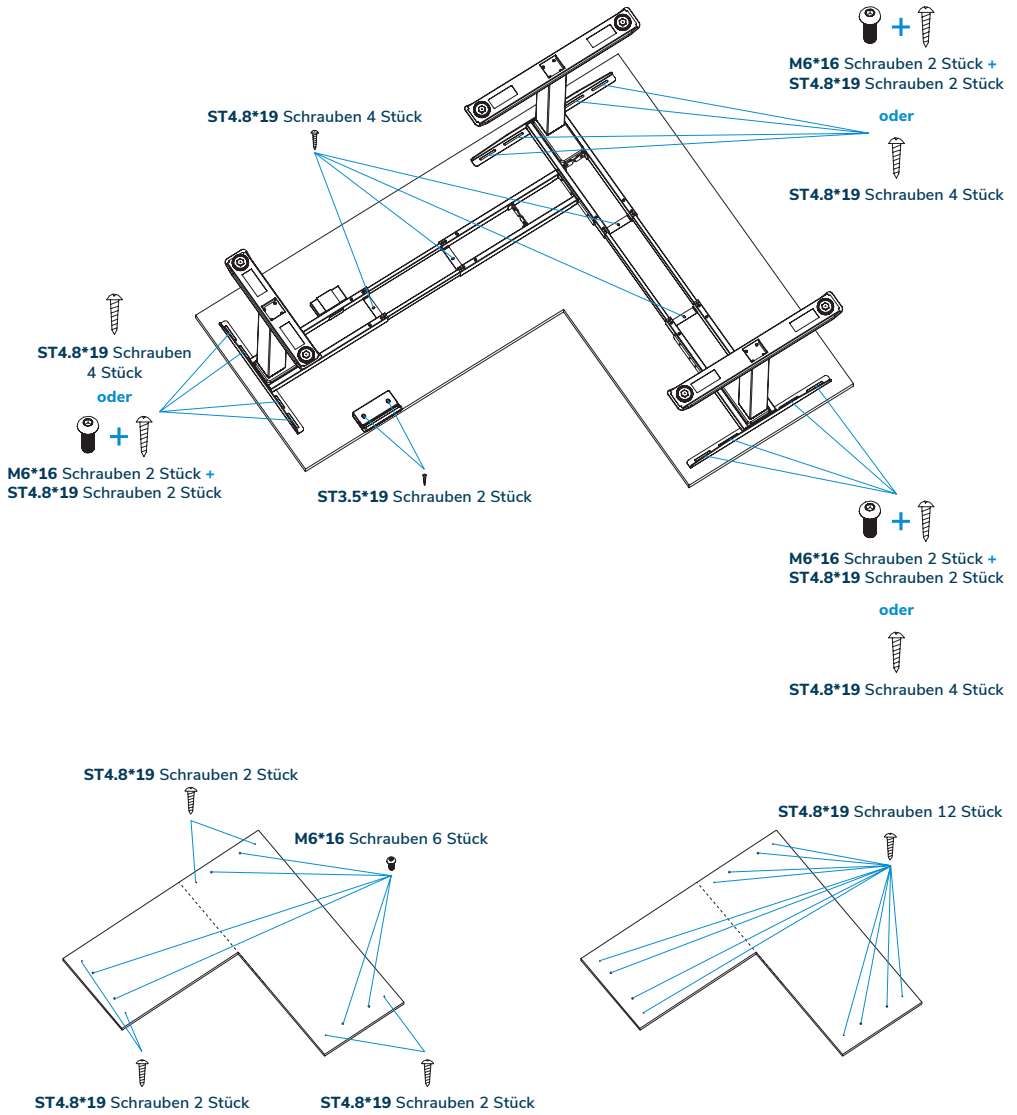 M6*16 Schrauben 2 Stück +
ST4.8*19 Schrauben 2 Stück
oder
ST4.8*19 Schrauben 4 Stück
ST4.8*19 Schrauben 4 Stück
ST4.8*19 Schrauben
4 Stück
oder
M6*16 Schrauben 2 Stück +
ST4.8*19 Schrauben 2 Stück
ST3.5*19 Schrauben 2 Stück
M6*16 Schrauben 2 Stück +
ST4.8*19 Schrauben 2 Stück
oder
ST4.8*19 Schrauben 4 Stück
ST4.8*19 Schrauben 2 Stück
M6*16 Schrauben 6 Stück
ST4.8*19 Schrauben 2 Stück
ST4.8*19 Schrauben 2 Stück
ST4.8*19 Schrauben 12 Stück